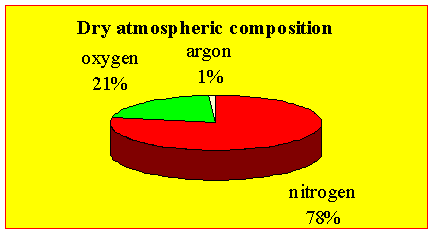 Dry atmospheric composition
oxygen
21%
argon
1%
nitrogen
78%